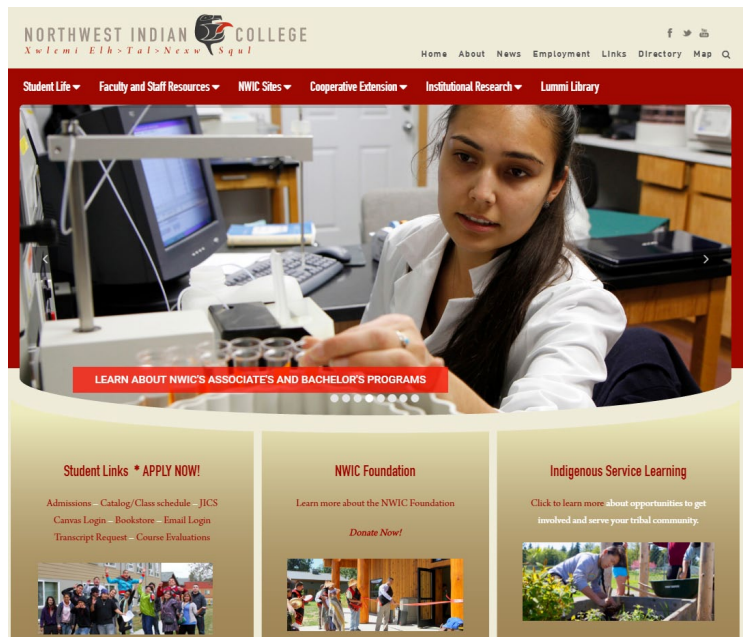 NORTHWEST INDIAN COLLEGE
Xwlemi Elh>Tal>Nexw Squl
Home About News Employment Links Directory Map
Student Life Faculty and Staff Resources NWIC Sites Cooperative Extension Institutional Research Lummi Library
LEARN ABOUT NWIC'S ASSOCIATE'S AND BACHELOR'S PROGRAMS
Student Links * APPLY NOW!
Admissions – Catalog/Class schedule – JICS
Canvas Login – Bookstore – Email Login
Transcript Request – Course Evaluations
NWIC Foundation
Learn more about the NWIC Foundation
Donate Now!
Indigenous Service Learning
Click to learn more about opportunities to get
involved and serve your tribal community.